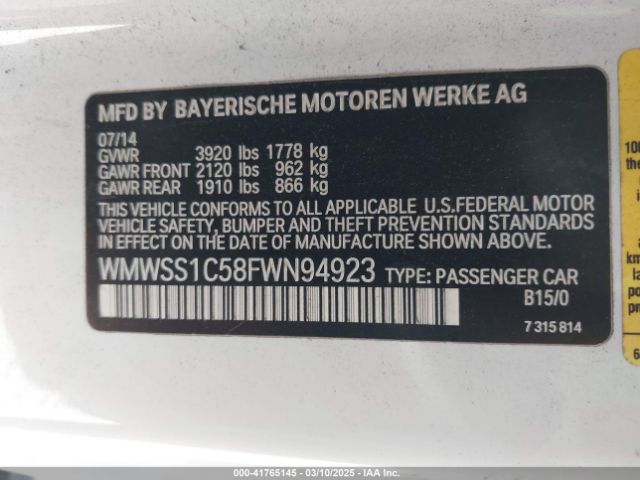 MFD BY BAYERISCHE MOTOREN WERKE AG
07/14
GVWR 3920 lbs 1778 kg
GAWR FRONT 2120 lbs 962 kg
GAWR REAR 1910 lbs 866 kg
THIS VEHICLE CONFORMS TO ALL APPLICABLE U.S.FEDERAL MOTOR
VEHICLE SAFETY, BUMPER AND THEFT PREVENTION STANDARDS
IN EFFECT ON THE DATE OF MANUFACTURE SHOWN ABOVE.
WMWSS1C58FWN94923 TYPE: PASSENGER CAR
B15/0
7 315 814
000-41765145 - 03/10/2025 - IAA Inc.